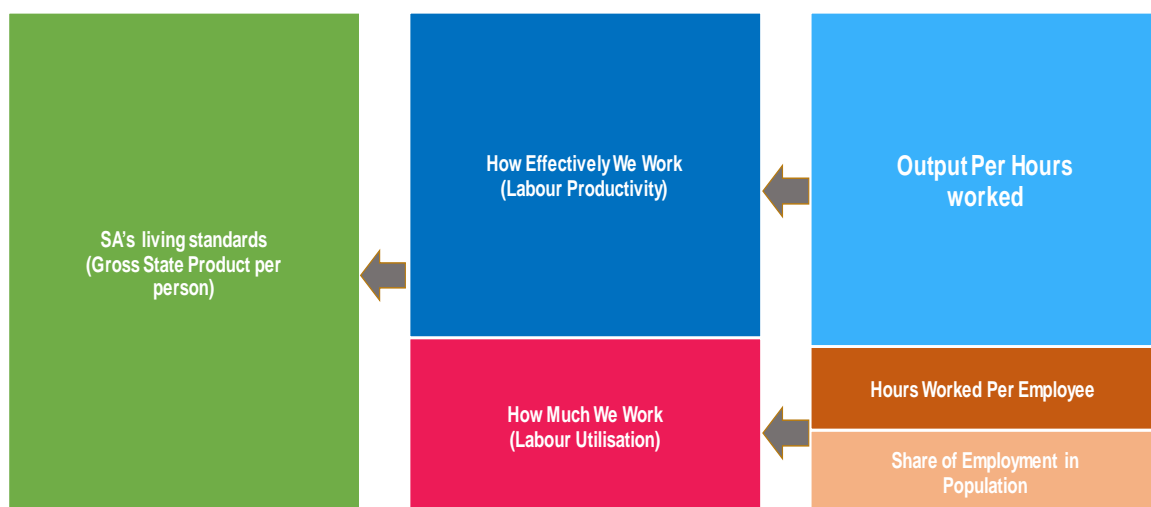 SA's living standards
(Gross State Product per
person)
How Effectively We Work
(Labour Productivity)
How Much We Work
(Labour Utilisation)
Output Per Hours
worked
Hours Worked Per Employee
Share of Employment in
Population